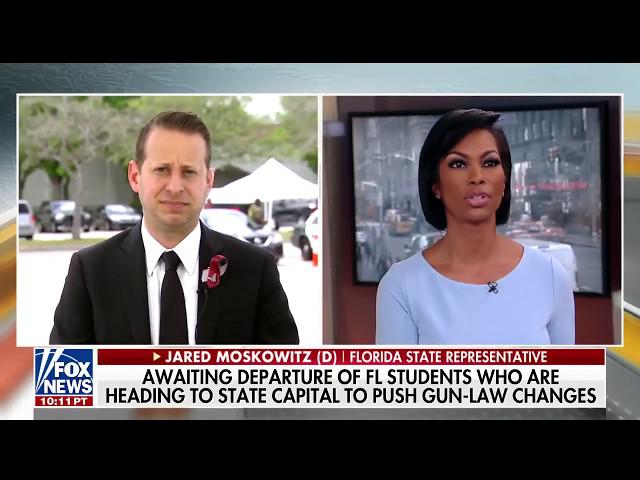 JARED MOSKOWITZ (D) | FLORIDA STATE REPRESENTATIVE
FOX
NEWS
10:11 PT
AWAITING DEPARTURE OF FL STUDENTS WHO ARE
HEADING TO STATE CAPITAL TO PUSH GUN-LAW CHANGES